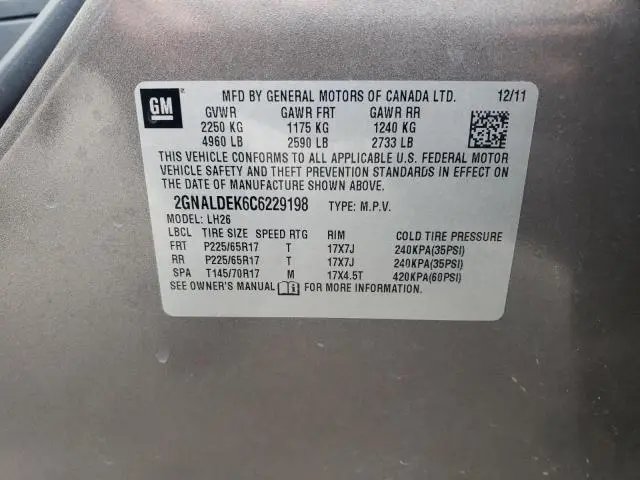 GM
MFD BY GENERAL MOTORS OF CANADA LTD. 12/11
GVWR GAWR FRT GAWR RR
2250 KG 1175 KG 1240 KG
4960 LB 2590 LB 2733 LB
THIS VEHICLE CONFORMS TO ALL APPLICABLE U.S. FEDERAL MOTOR
VEHICLE SAFETY AND THEFT PREVENTION STANDARDS IN EFFECT ON
THE DATE OF MANUFACTURE SHOWN ABOVE.
2GNALDEK6C6229198 TYPE: M.P.V.
MODEL: LH26
LBCL TIRE SIZE SPEED RTG RIM COLD TIRE PRESSURE
FRT P225/65R17 T 17X7J 240KPA(35PSI)
RR P225/65R17 T 17X7J 240KPA(35PSI)
SPA T145/70R17 M 17X4.5T 420KPA(60PSI)
SEE OWNER'S MANUAL FOR MORE INFORMATION.